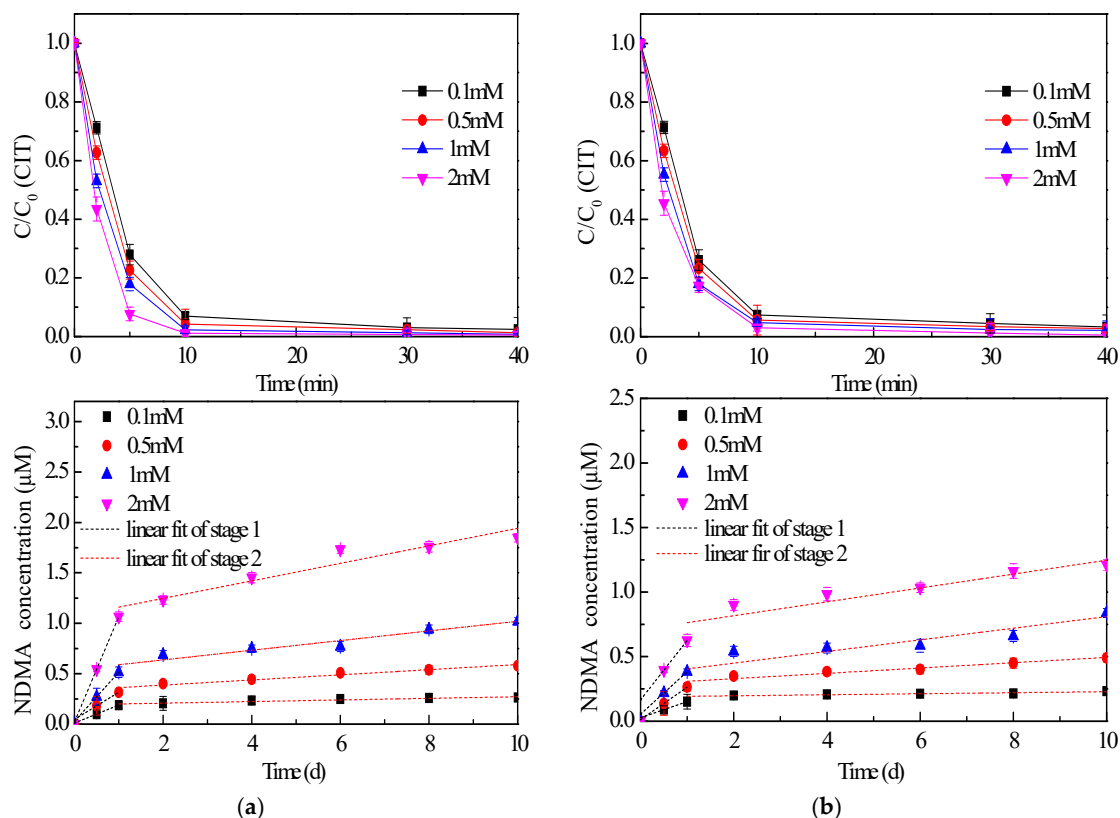 1.0
0.8
0.6
0.4
0.2
0.0
C/C0 (CIT)
0.1mM
0.5mM
1mM
2mM
0 10 20 30 40
Time (min)
1.0
0.8
0.6
0.4
0.2
0.0
C/C0 (CIT)
0.1mM
0.5mM
1mM
2mM
0 10 20 30 40
Time (min)
3.0
2.5
2.0
1.5
1.0
0.5
0.0
NDMA concentration (μM)
0.1mM
0.5mM
1mM
2mM
linear fit of stage 1
linear fit of stage 2
0 2 4 6 8 10
Time (d)
(a)
2.5
2.0
1.5
1.0
0.5
0.0
NDMA concentration (μM)
0.1mM
0.5mM
1mM
2mM
linear fit of stage 1
linear fir of stage 2
0 2 4 6 8 10
Time (d)
(b)